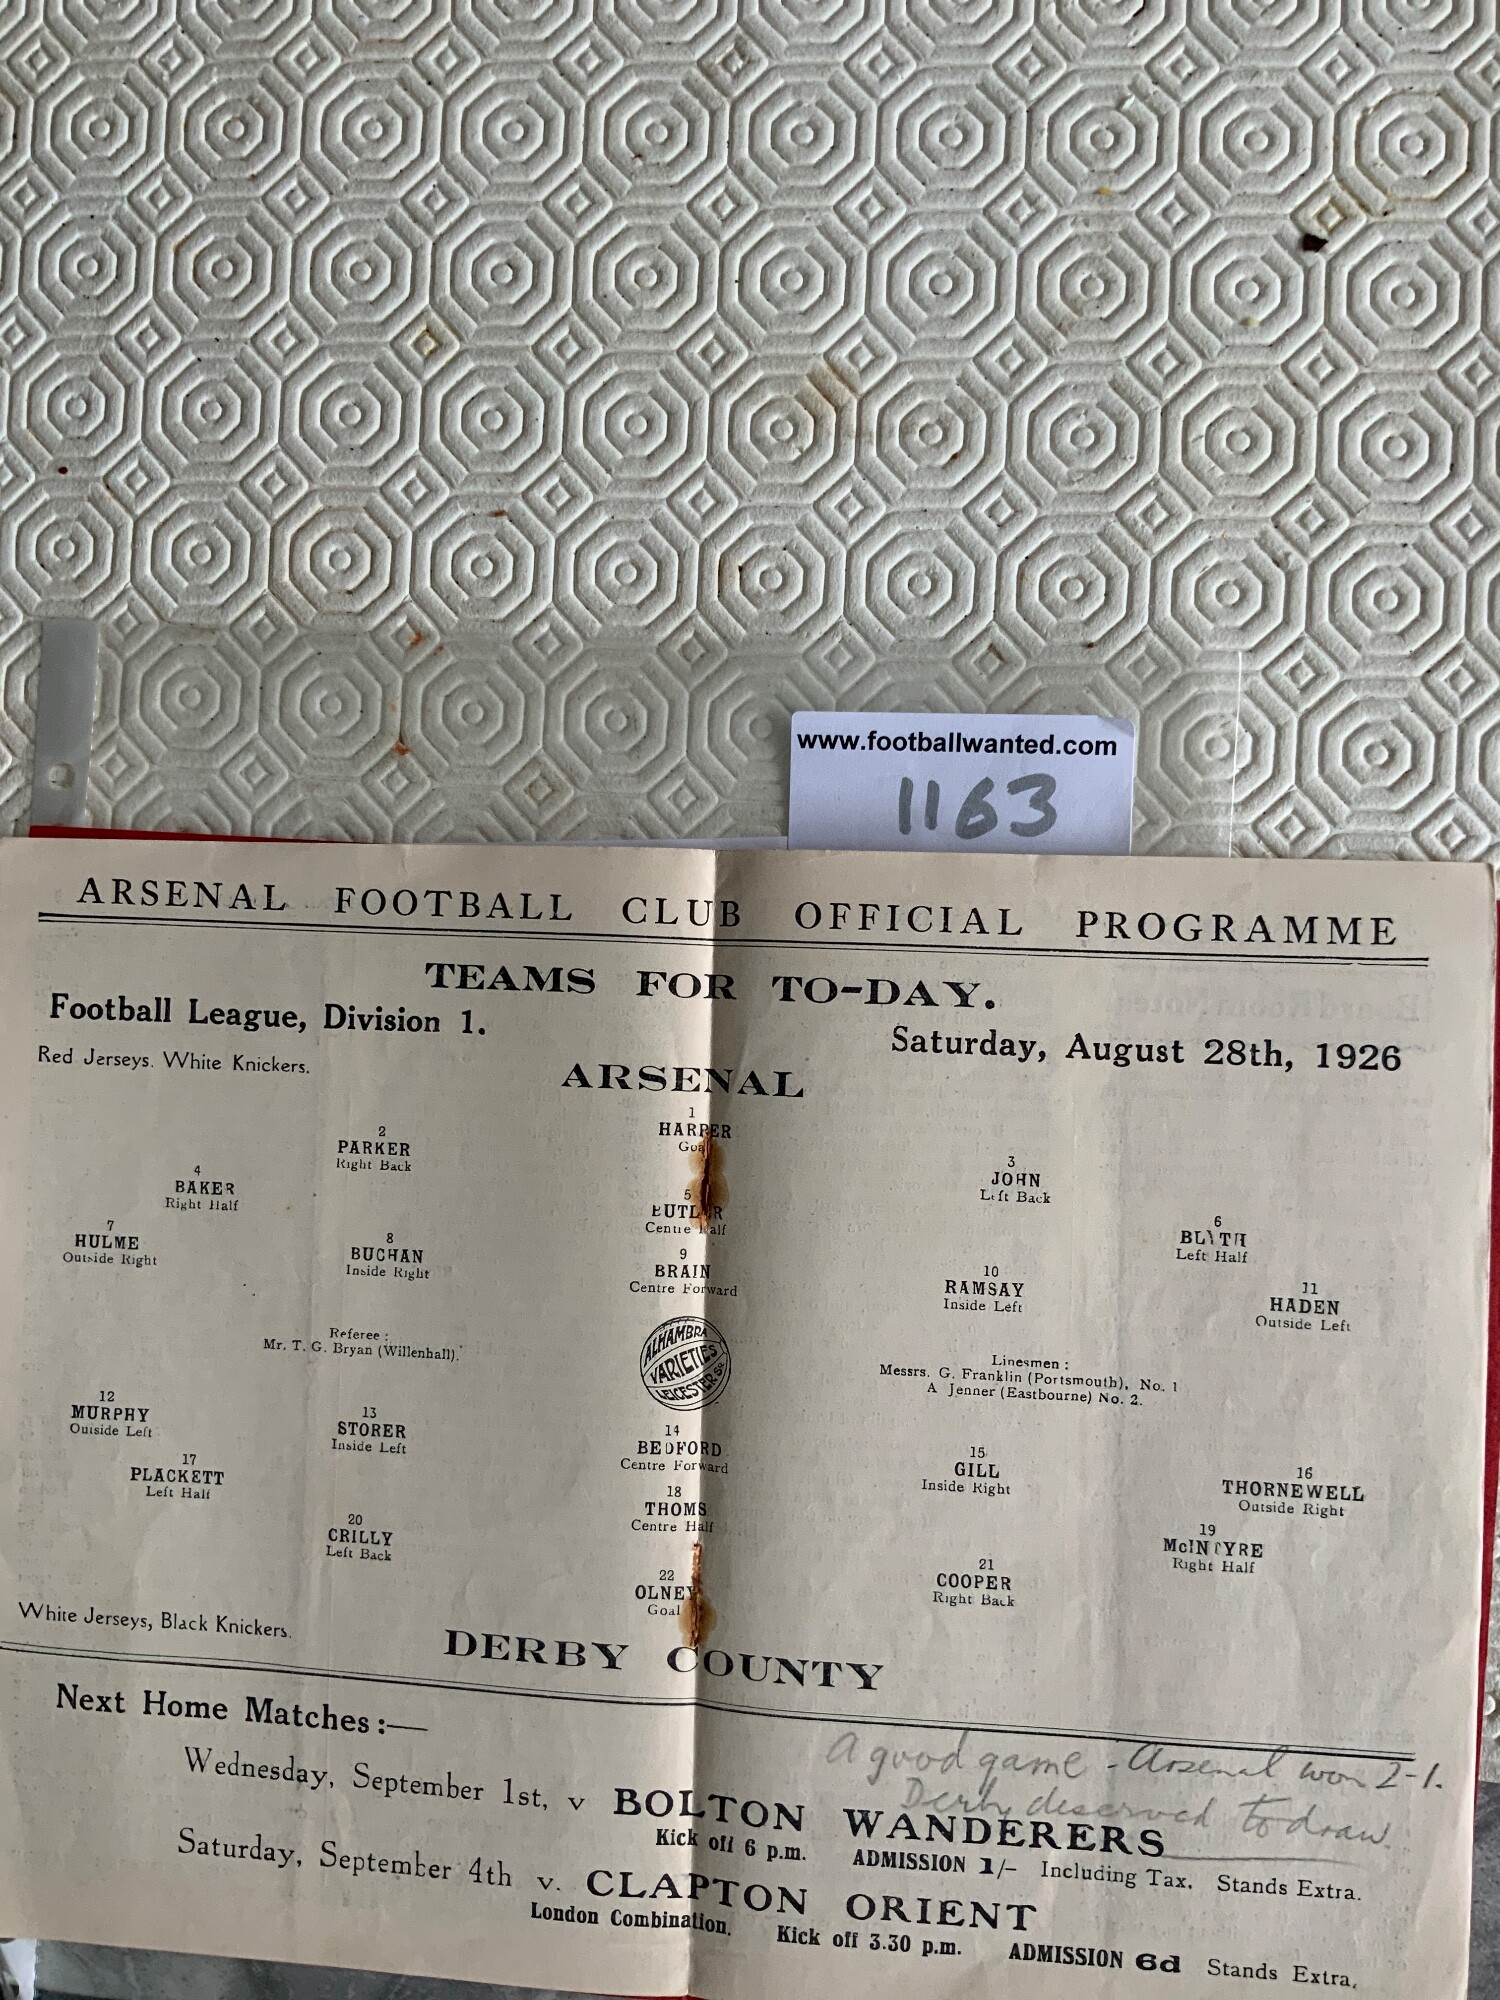 www.footballwanted.com
1163
ARSENAL FOOTBALL CLUB OFFICIAL PROGRAMME
TEAMS FOR TO-DAY.
Football League, Division 1.
Saturday, August 28th, 1926
Red Jerseys. White Knickers.
ARSENAL
1
HARPER
Goal
2
PARKER
Right Back
3
JOHN
Left Back
4
BAKER
Right Half
5
BUTLER
Centre Half
6
BLYTH
Left Half
7
HULME
Outside Right
8
BUCHAN
Inside Right
9
BRAIN
Centre Forward
10
RAMSAY
Inside Left
11
HADEN
Outside Left
Referee :
Mr. T. G. Bryan (Willenhall).
ALHAMBRA
VARIETIES
LEICESTER SQ
Linesmen :
Messrs. G. Franklin (Portsmouth), No. 1
A Jenner (Eastbourne) No. 2.
12
MURPHY
Outside Left
13
STORER
Inside Left
14
BEDFORD
Centre Forward
15
GILL
Inside Right
16
THORNEWELL
Outside Right
17
PLACKETT
Left Half
18
THOMS
Centre Half
19
McINTYRE
Right Half
20
CRILLY
Left Back
21
COOPER
Right Back
22
OLNEY
Goal
White Jerseys, Black Knickers.
DERBY COUNTY
Next Home Matches :—
A good game - Arsenal won 2-1.
Derby deserved to draw
Wednesday, September 1st, v BOLTON WANDERERS
Kick off 6 p.m. ADMISSION 1/- Including Tax. Stands Extra.
Saturday, September 4th v. CLAPTON ORIENT
London Combination. Kick off 3.30 p.m. ADMISSION 6d Stands Extra.